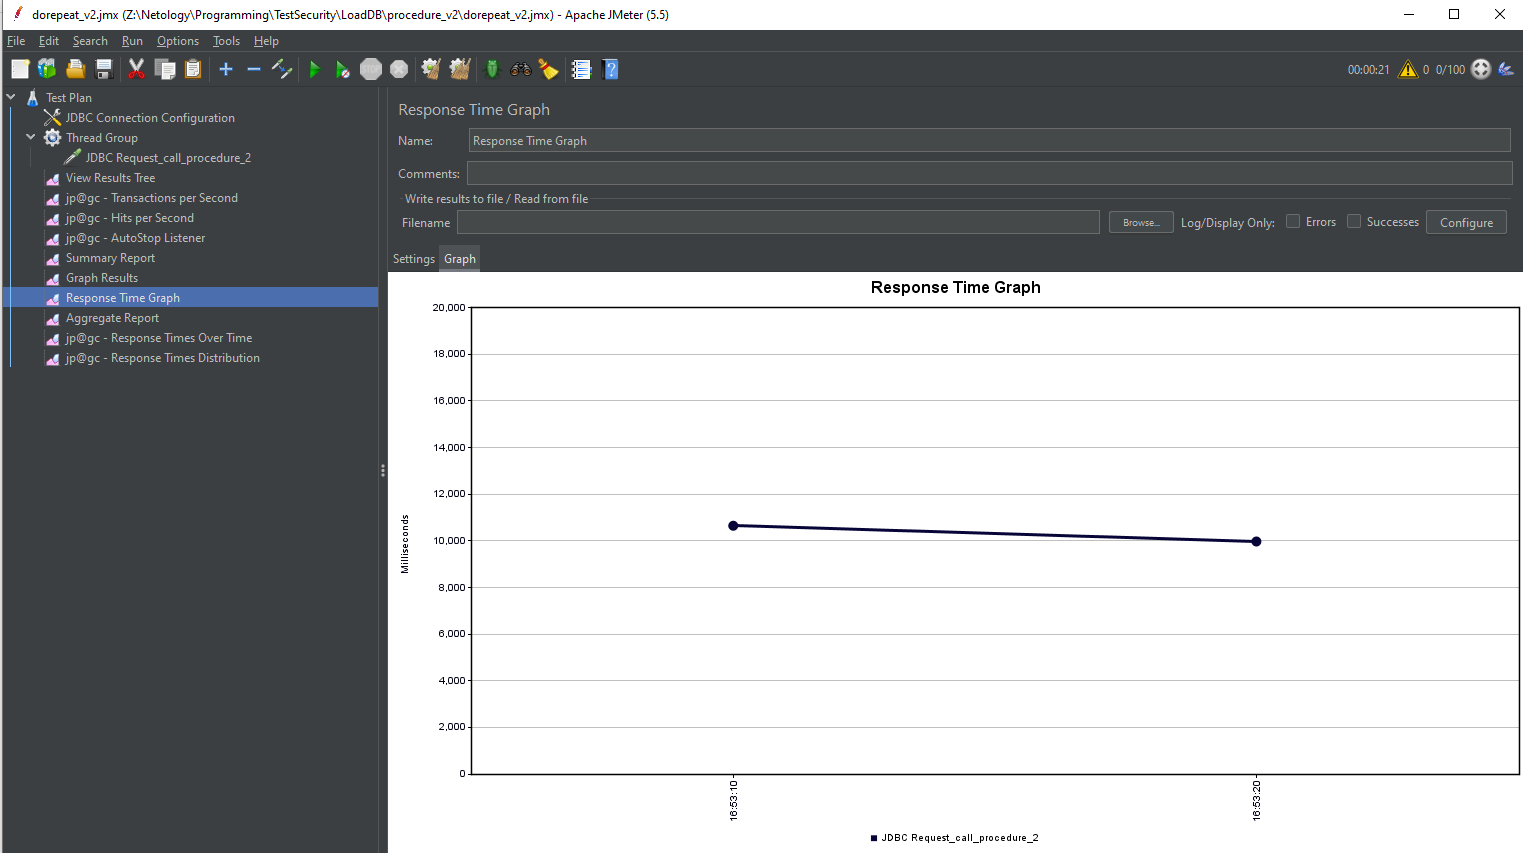 dorepeat_v2.jmx (Z:\Netology\Programming\TestSecurity\LoadDB\procedure_v2\dorepeat_v2.jmx) - Apache JMeter (5.5)
File Edit Search Run Options Tools Help
STOP
00:00:21 0 0/100
Test Plan
JDBC Connection Configuration
Thread Group
JDBC Request_call_procedure_2
View Results Tree
jp@gc - Transactions per Second
jp@gc - Hits per Second
jp@gc - AutoStop Listener
Summary Report
Graph Results
Response Time Graph
Aggregate Report
jp@gc - Response Times Over Time
jp@gc - Response Times Distribution
Response Time Graph
Name: Response Time Graph
Comments:
Write results to file / Read from file
Filename Browse... Log/Display Only: Errors Successes Configure
Settings Graph
Response Time Graph
20,000
18,000
16,000
14,000
12,000
10,000
8,000
6,000
4,000
2,000
0
Milliseconds
16:53:10
16:53:20
JDBC Request_call_procedure_2